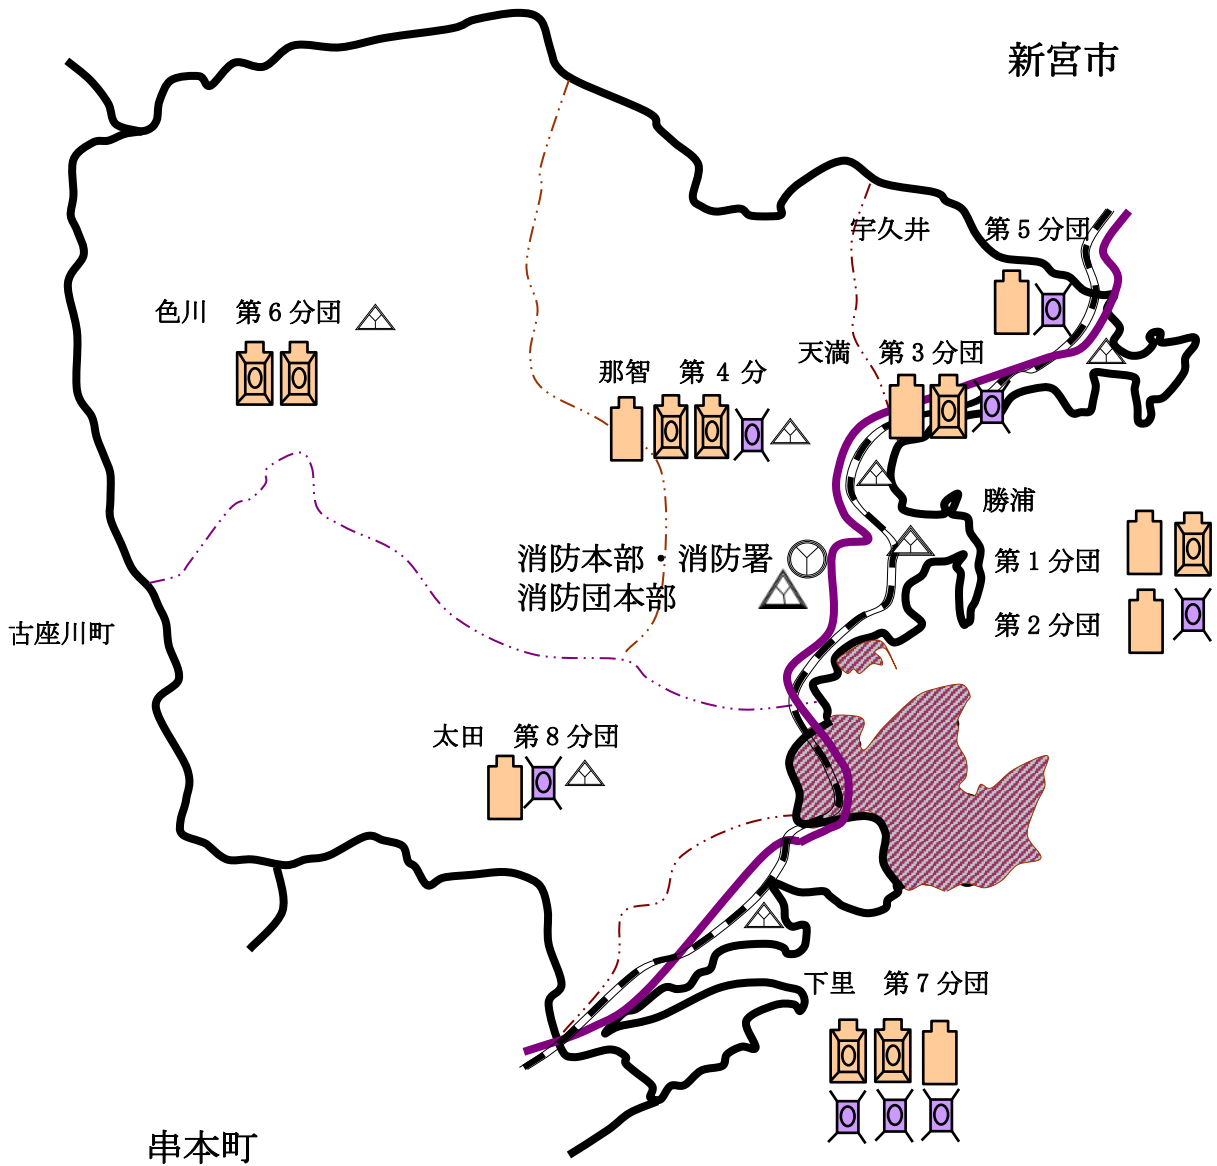 新宮市
宇久井　第５分団
色川　第６分団
天満　第３分団
那智　第４分
勝浦
第１分団
消防本部・消防署
消防団本部
第２分団
古座川町
太田　第８分団
下里　第７分団
串本町